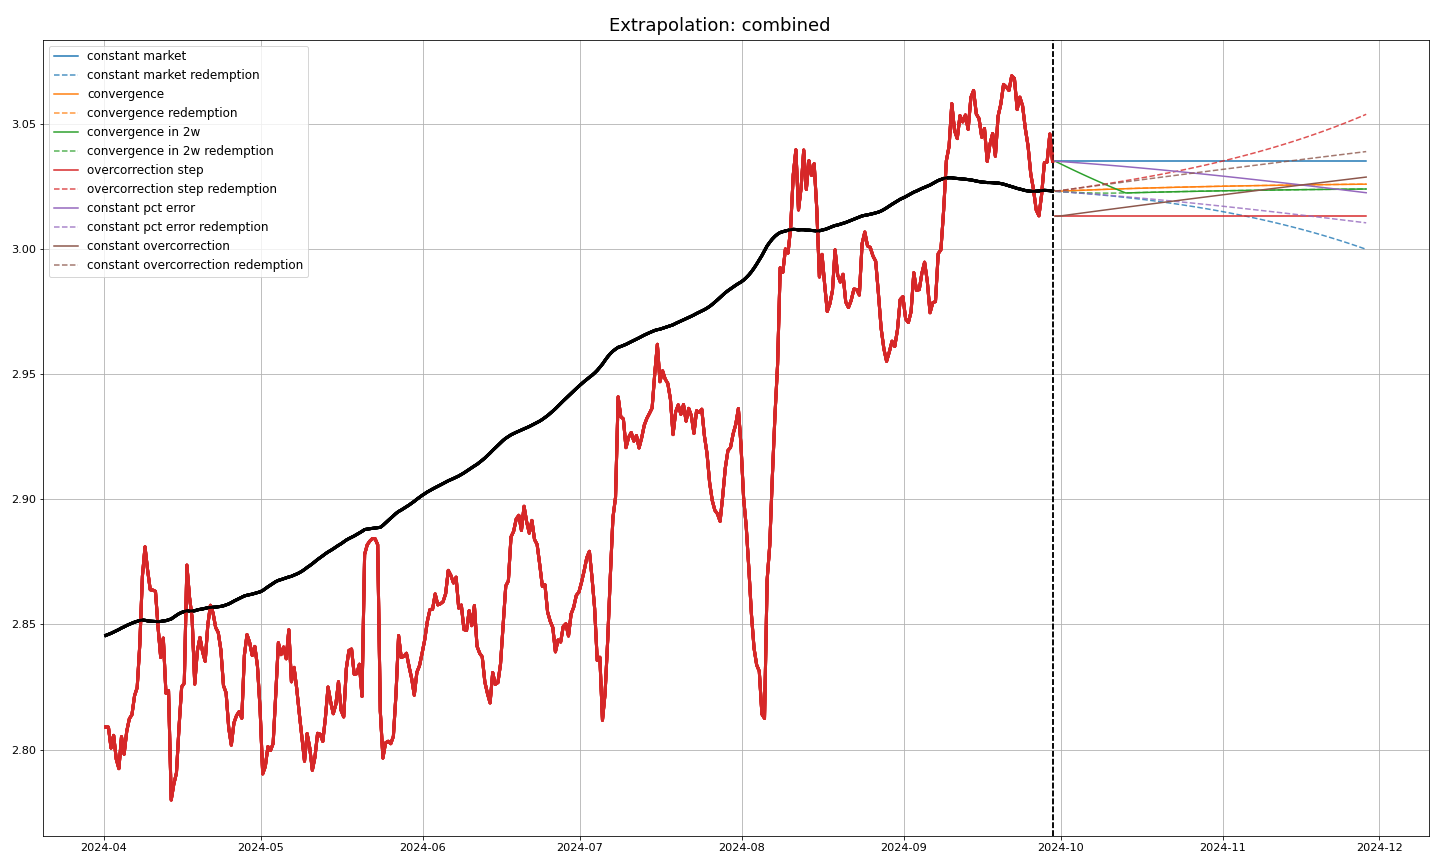 Extrapolation: combined
constant market
constant market redemption
convergence
convergence redemption
convergence in 2w
convergence in 2w redemption
overcorrection step
overcorrection step redemption
constant pct error
constant pct error redemption
constant overcorrection
constant overcorrection redemption
3.05
3.00
2.95
2.90
2.85
2.80
2024-04 2024-05 2024-06 2024-07 2024-08 2024-09 2024-10 2024-11 2024-12